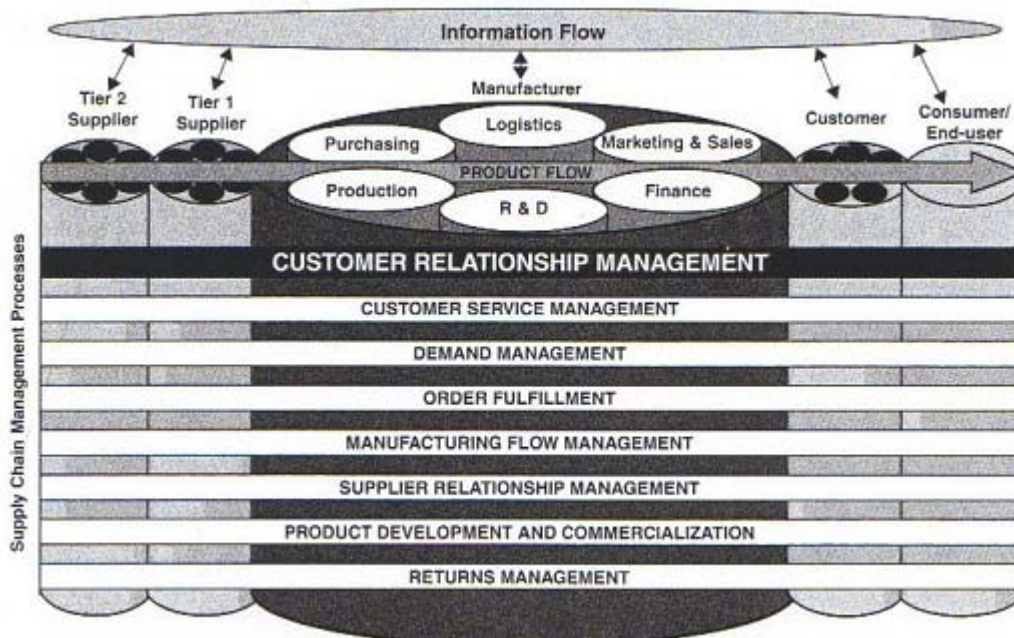 Information Flow
Tier 2
Supplier
Tier 1
Supplier
Manufacturer
Customer
Consumer/
End-user
Logistics
Purchasing
Marketing & Sales
PRODUCT FLOW
Production
Finance
R & D
Supply Chain Management Processes
CUSTOMER RELATIONSHIP MANAGEMENT
CUSTOMER SERVICE MANAGEMENT
DEMAND MANAGEMENT
ORDER FULFILLMENT
MANUFACTURING FLOW MANAGEMENT
SUPPLIER RELATIONSHIP MANAGEMENT
PRODUCT DEVELOPMENT AND COMMERCIALIZATION
RETURNS MANAGEMENT